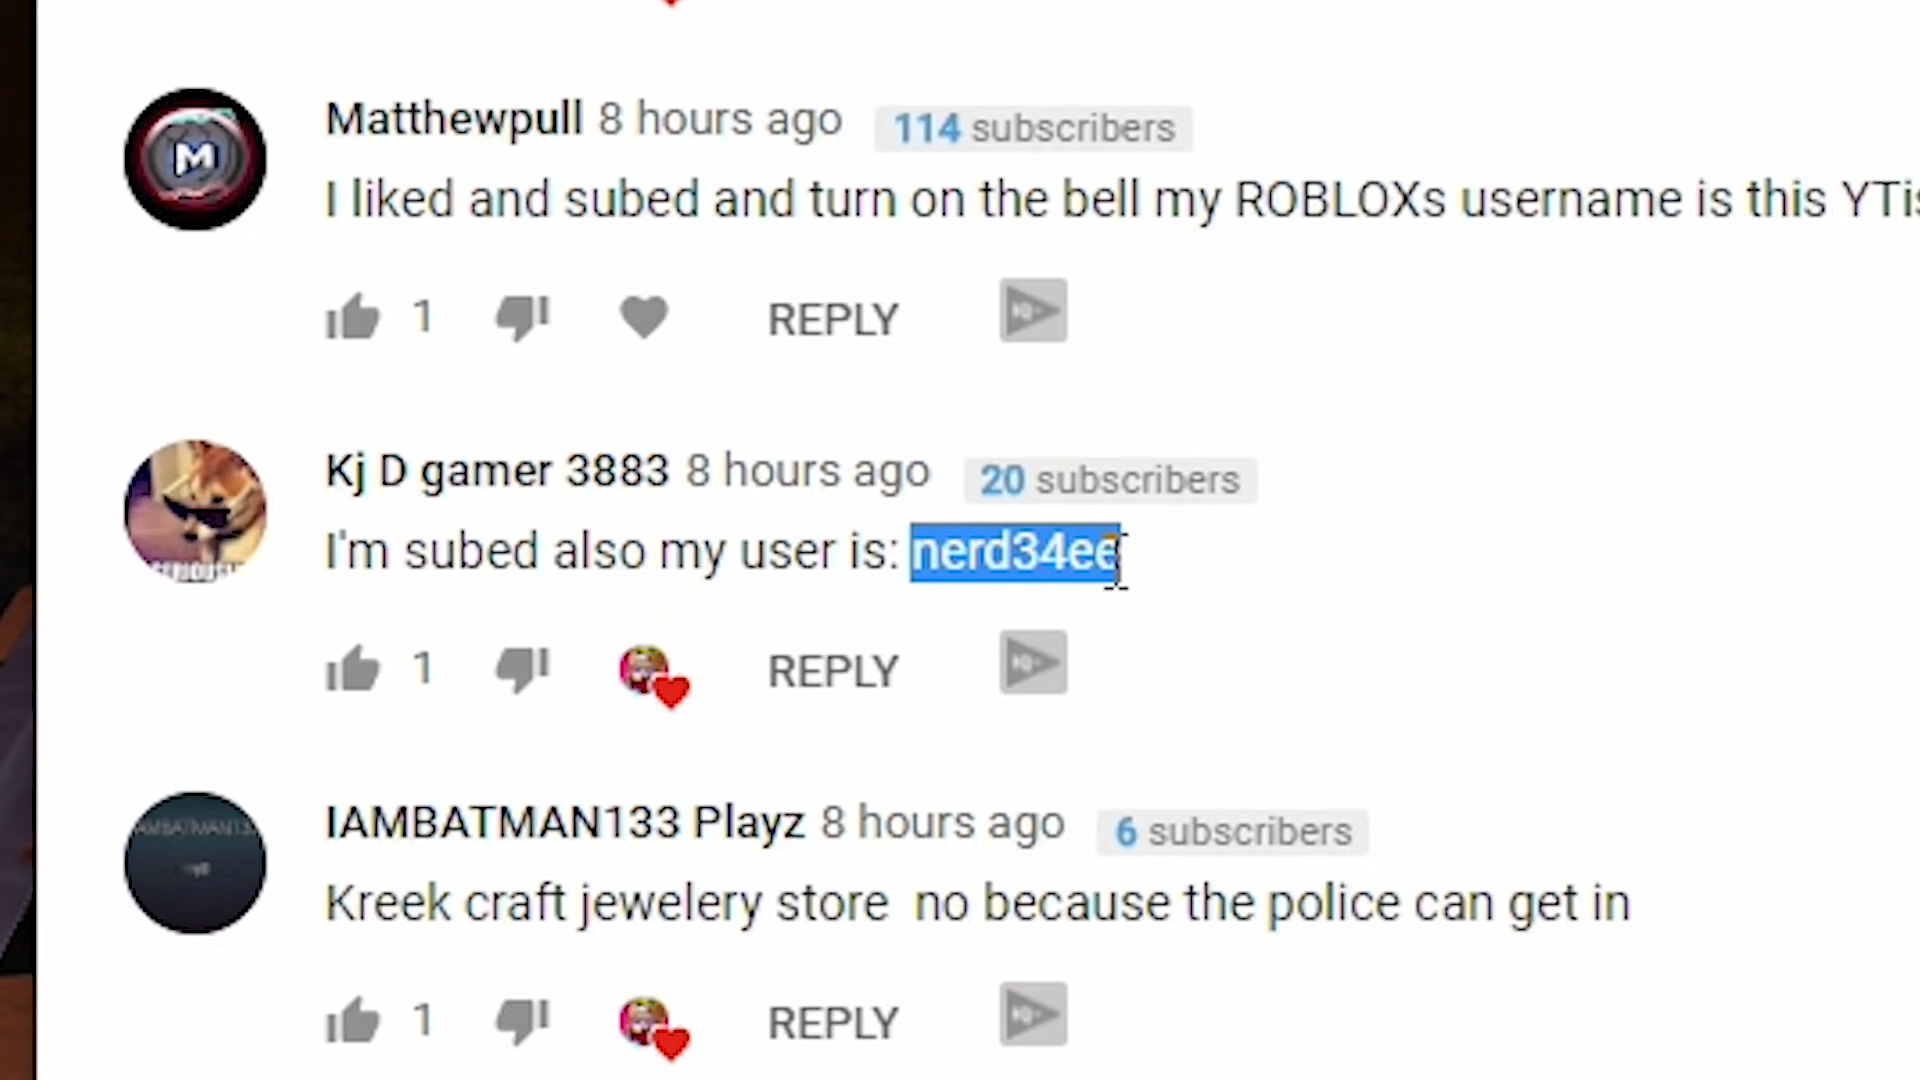 Matthewpull 8 hours ago 114 subscribers
I liked and subed and turn on the bell my ROBLOXs username is this
M
1 REPLY
Kj D gamer 3883 8 hours ago 20 subscribers
I'm subed also my user is: nerd34ee
1 REPLY
IAMBATMAN133 Playz 8 hours ago 6 subscribers
Kreek craft jewelery store no because the police can get in
1 REPLY